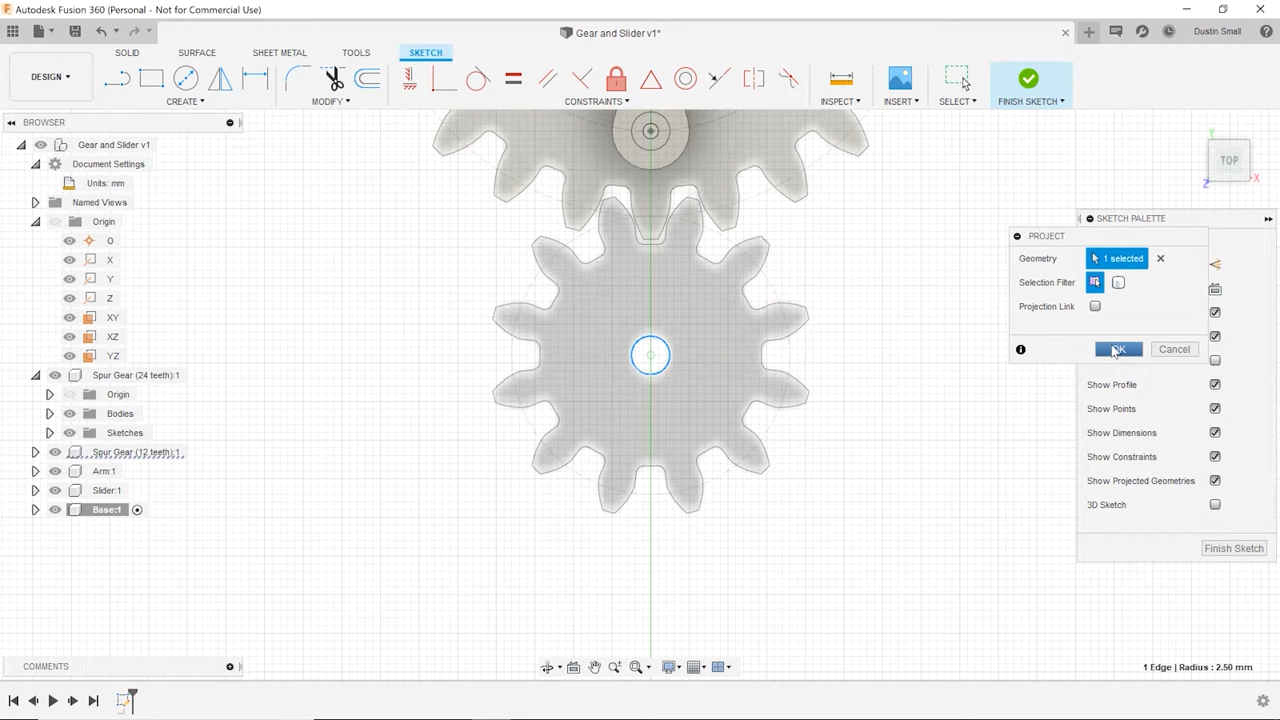 Autodesk Fusion 360 (Personal - Not for Commercial Use)
Gear and Slider v1*
Dustin Small
DESIGN
SOLID
SURFACE
SHEET METAL
TOOLS
SKETCH
CREATE
MODIFY
CONSTRAINTS
INSPECT
INSERT
SELECT
FINISH SKETCH
BROWSER
Gear and Slider v1
Document Settings
Units: mm
Named Views
Origin
O
X
Y
Z
XY
XZ
YZ
Spur Gear (24 teeth):1
Origin
Bodies
Sketches
Spur Gear (12 teeth):1
Arm:1
Slider:1
Base:1
Y
TOP
X
Z
SKETCH PALETTE
PROJECT
Geometry 1 selected
Selection Filter
Projection Link
OK Cancel
Show Profile
Show Points
Show Dimensions
Show Constraints
Show Projected Geometries
3D Sketch
Finish Sketch
COMMENTS
1 Edge | Radius : 2.50 mm